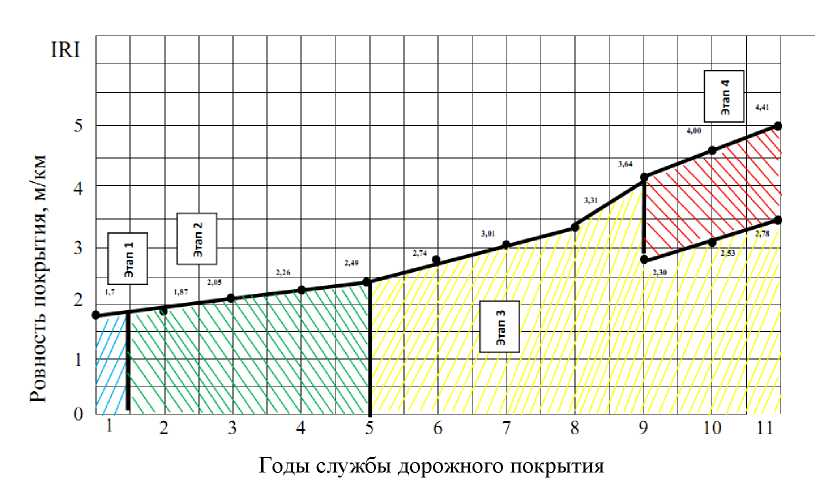 IRI
Ровность покрытия, м/км
5
4
3
2
1
0
Этап 1
Этап 2
Этап 3
Этап 4
1,7
1,87
2,05
2,26
2,49
2,74
3,01
3,31
3,64
4,00
4,41
2,30
2,53
2,78
1 2 3 4 5 6 7 8 9 10 11
Годы службы дорожного покрытия